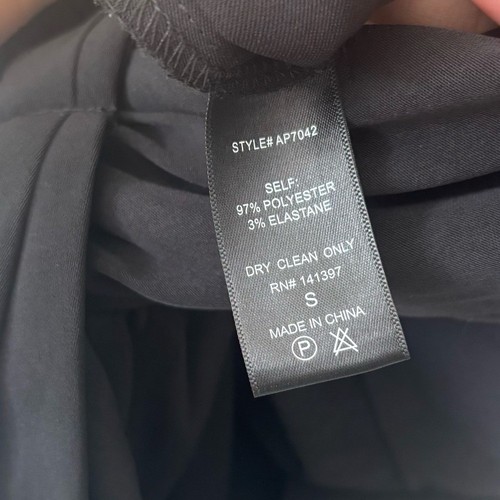 STYLE# AP7042
SELF:
97% POLYESTER
3% ELASTANE
DRY CLEAN ONLY
RN# 141397
S
MADE IN CHINA
P